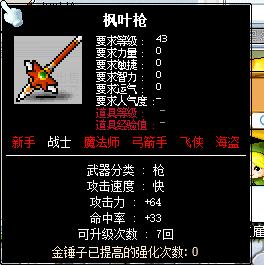 枫叶枪
要求等级： 43
要求力量： 0
要求敏捷： 0
要求智力： 0
要求运气： 0
要求人气度： -
道具等级： -
道具经验值： -
新手 战士 魔法师 弓箭手 飞侠 海盗
武器分类 ： 枪
攻击速度 ： 快
攻击力 ： +64
命中率 ： +33
可升级次数 ： 7回
金锤子已提高的强化次数: 0
雇